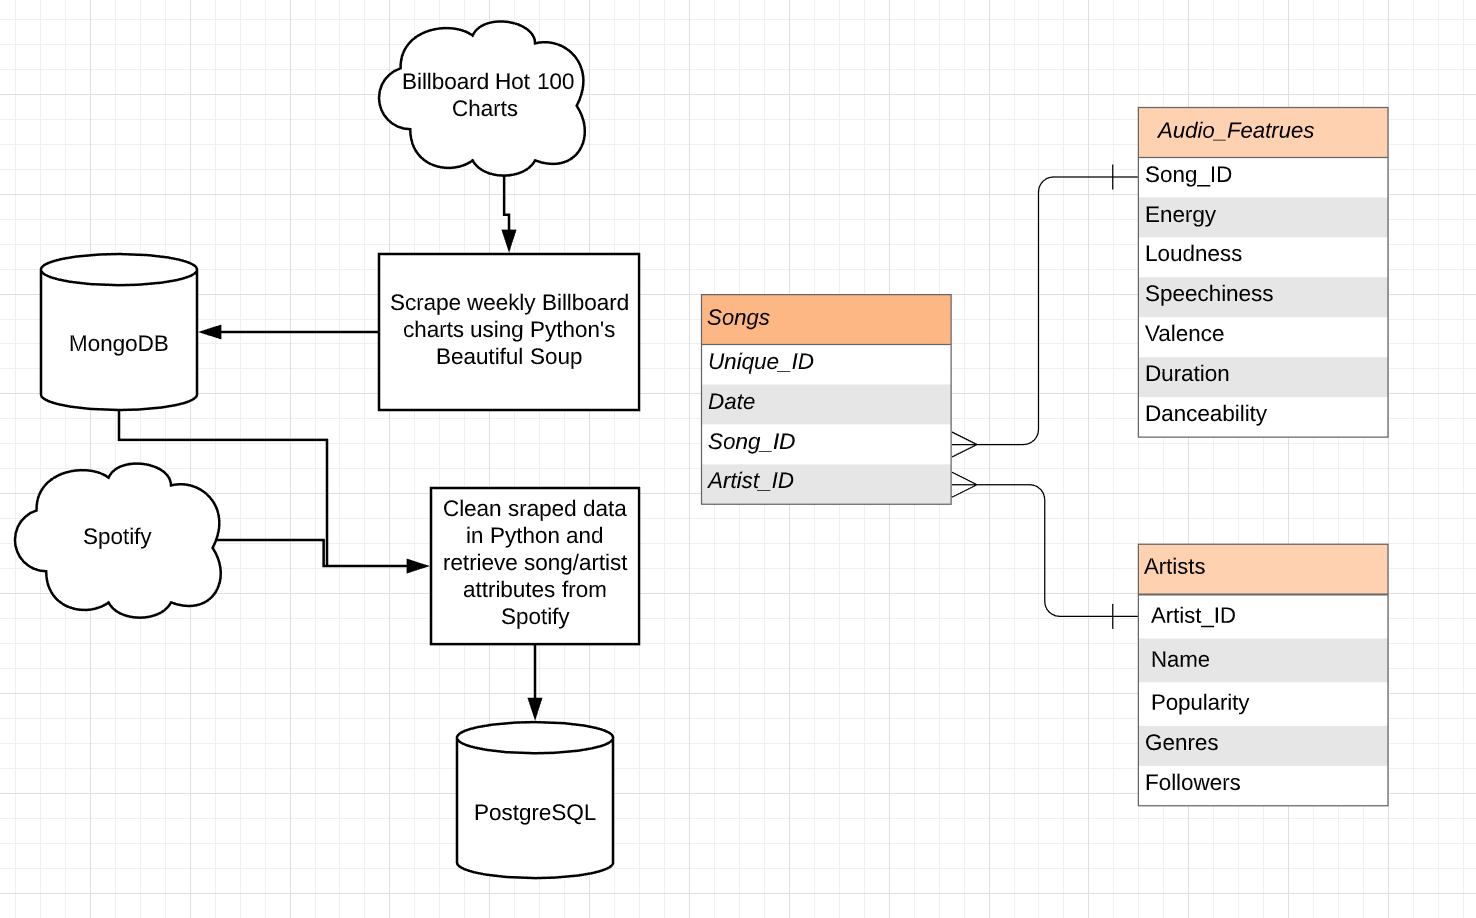 Billboard Hot 100
Charts
Scrape weekly Billboard
charts using Python's
Beautiful Soup
MongoDB
Spotify
Clean sraped data
in Python and
retrieve song/artist
attributes from
Spotify
PostgreSQL
Songs
Unique_ID
Date
Song_ID
Artist_ID
Audio_Featrues
Song_ID
Energy
Loudness
Speechiness
Valence
Duration
Danceability
Artists
Artist_ID
Name
Popularity
Genres
Followers